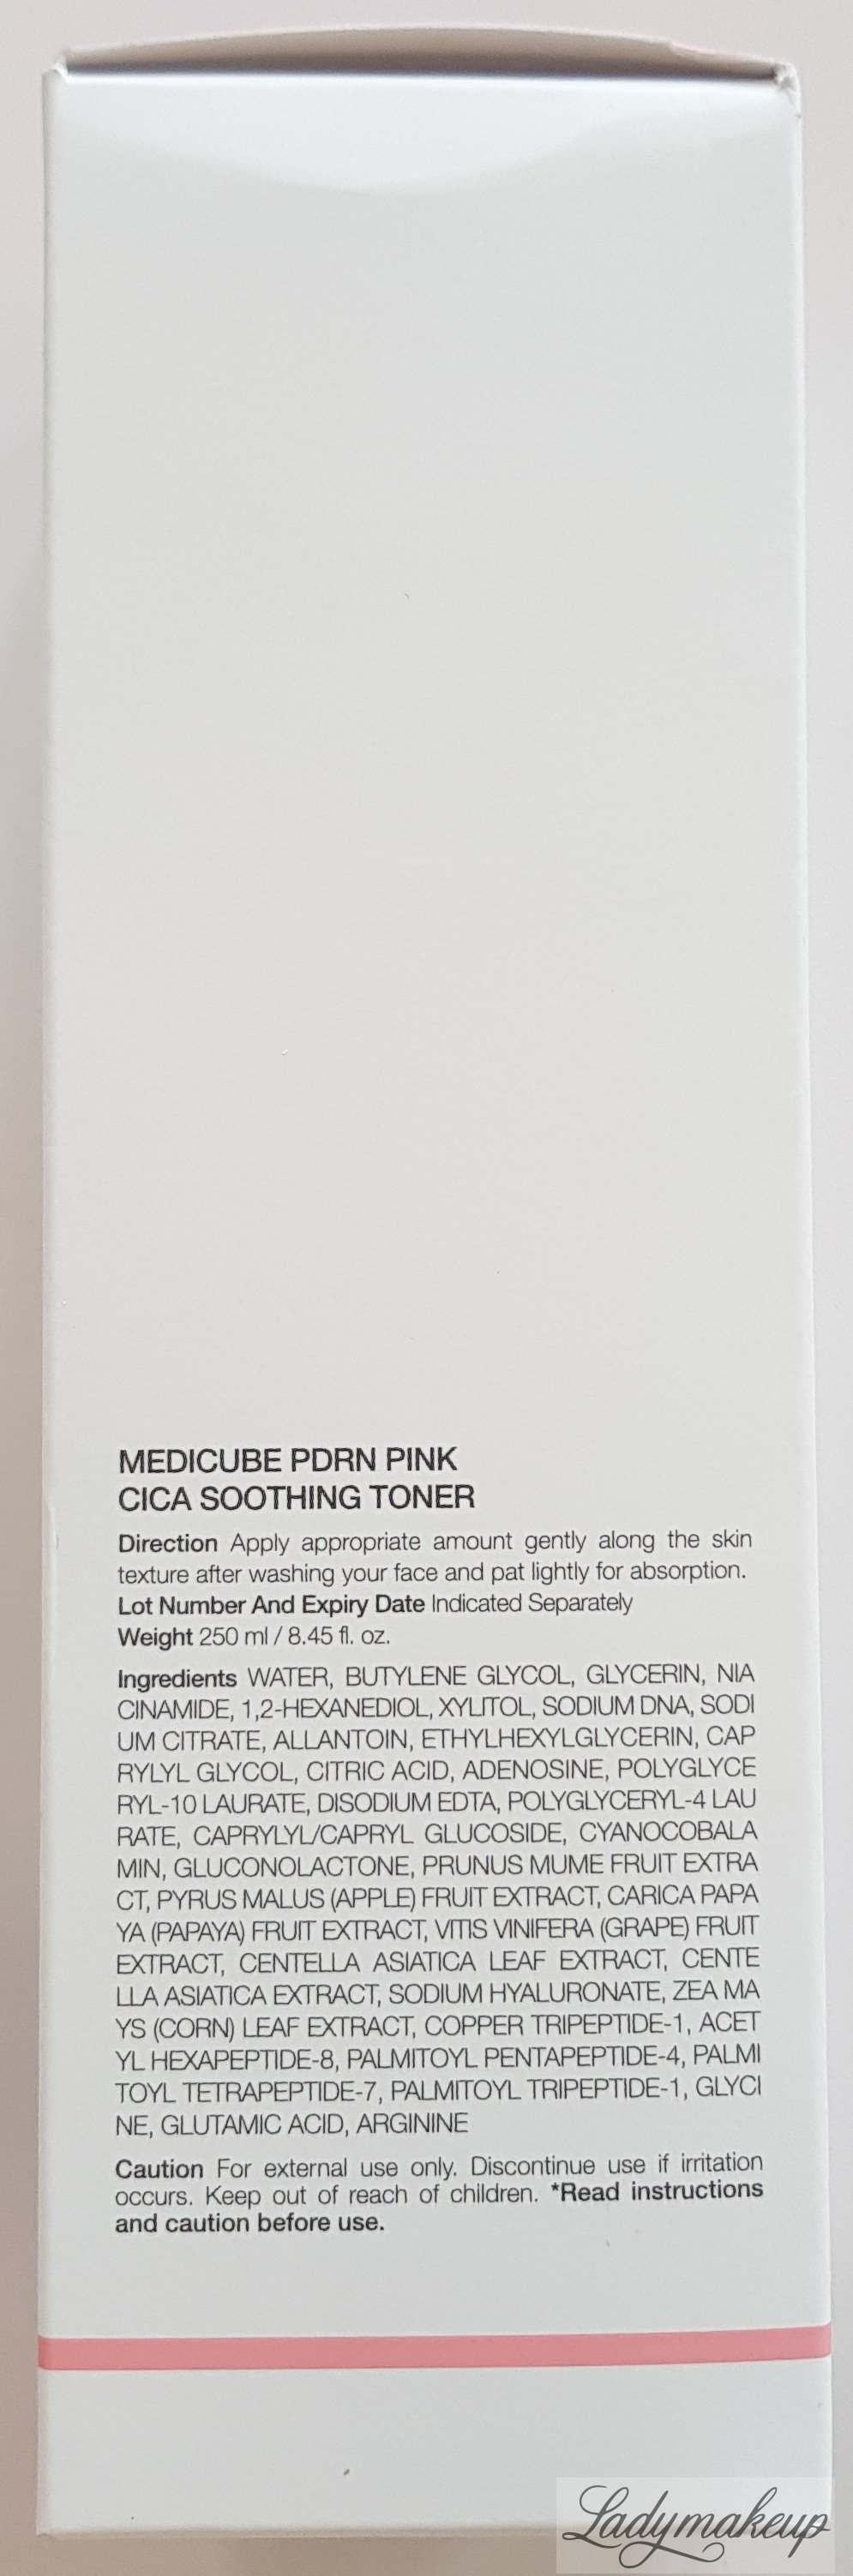 MEDICUBE PDRN PINK
CICA SOOTHING TONER
Direction Apply appropriate amount gently along the skin
texture after washing your face and pat lightly for absorption.
Lot Number And Expiry Date Indicated Separately
Weight 250 ml / 8.45 fl. oz.
Ingredients WATER, BUTYLENE GLYCOL, GLYCERIN, NIA
CINAMIDE, 1,2-HEXANEDIOL, XYLITOL, SODIUM DNA, SODI
UM CITRATE, ALLANTOIN, ETHYLHEXYLGLYCERIN, CAP
RYLYL GLYCOL, CITRIC ACID, ADENOSINE, POLYGLYCE
RYL-10 LAURATE, DISODIUM EDTA, POLYGLYCERYL-4 LAU
RATE, CAPRYLYL/CAPRYL GLUCOSIDE, CYANOCOBALA
MIN, GLUCONOLACTONE, PRUNUS MUME FRUIT EXTRA
CT, PYRUS MALUS (APPLE) FRUIT EXTRACT, CARICA PAPA
YA (PAPAYA) FRUIT EXTRACT, VITIS VINIFERA (GRAPE) FRUIT
EXTRACT, CENTELLA ASIATICA LEAF EXTRACT, CENTE
LLA ASIATICA EXTRACT, SODIUM HYALURONATE, ZEA MA
YS (CORN) LEAF EXTRACT, COPPER TRIPEPTIDE-1, ACET
YL HEXAPEPTIDE-8, PALMITOYL PENTAPEPTIDE-4, PALMI
TOYL TETRAPEPTIDE-7, PALMITOYL TRIPEPTIDE-1, GLYCI
NE, GLUTAMIC ACID, ARGININE
Caution For external use only. Discontinue use if irritation
occurs. Keep out of reach of children. *Read instructions
and caution before use.
Ladymakeup